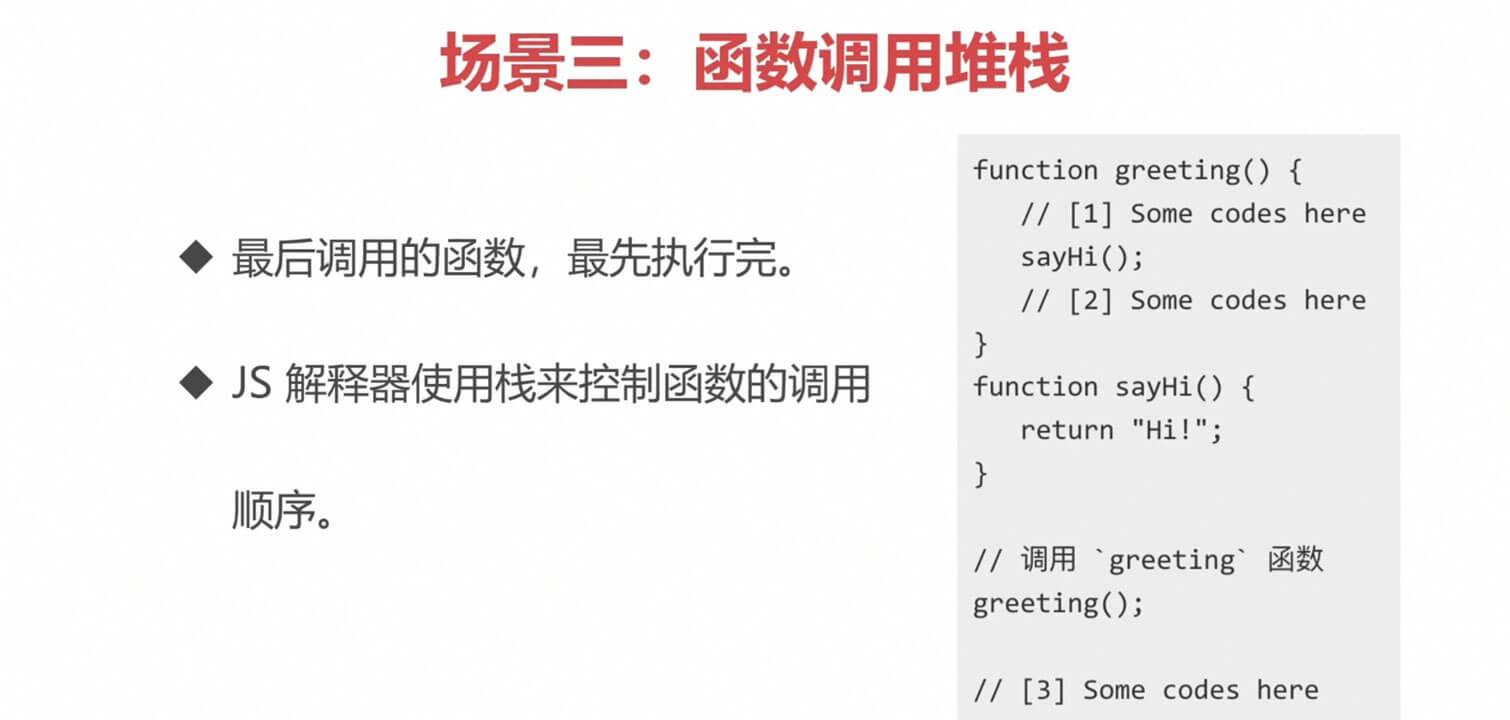 场景三：函数调用堆栈
◆ 最后调用的函数，最先执行完。
◆ JS 解释器使用栈来控制函数的调用
顺序。
function greeting() {
   // [1] Some codes here
   sayHi();
   // [2] Some codes here
}
function sayHi() {
   return "Hi!";
}
// 调用 `greeting` 函数
greeting();
// [3] Some codes here